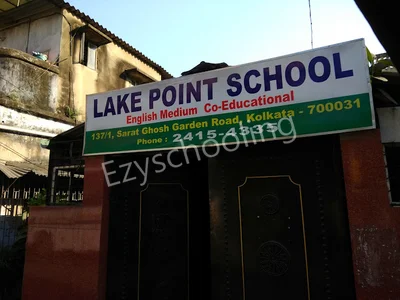 LAKE POINT SCHOOL
English Medium Co-Educational
137/1, Sarat Ghosh Garden Road, Kolkata - 700031
Phone : 2415-4335
Ezyschooling